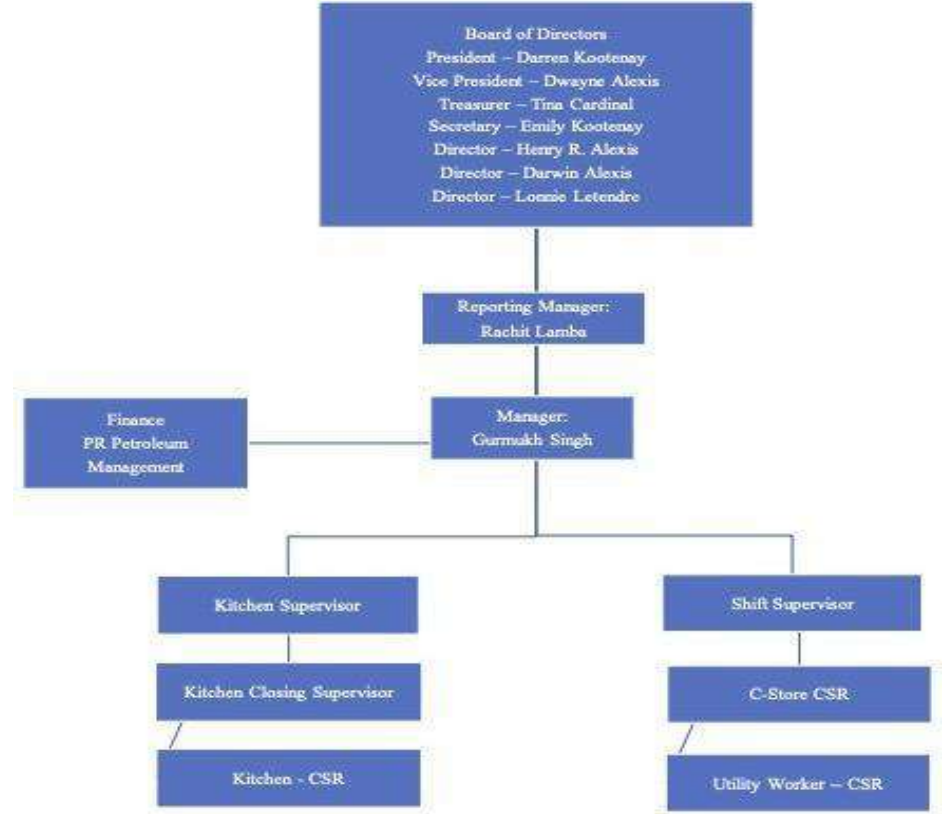 Board of Directors
President – Darren Kootenay
Vice President – Dwayne Alexis
Treasurer – Tina Cardinal
Secretary – Emily Kootenay
Director – Henry R. Alexis
Director – Darwin Alexis
Director – Lonnie Letendre
Reporting Manager:
Rachit Lamba
Finance
PR Petroleum
Management
Manager:
Gurmukh Singh
Kitchen Supervisor
Shift Supervisor
Kitchen Closing Supervisor
C-Store CSR
Kitchen - CSR
Utility Worker – CSR